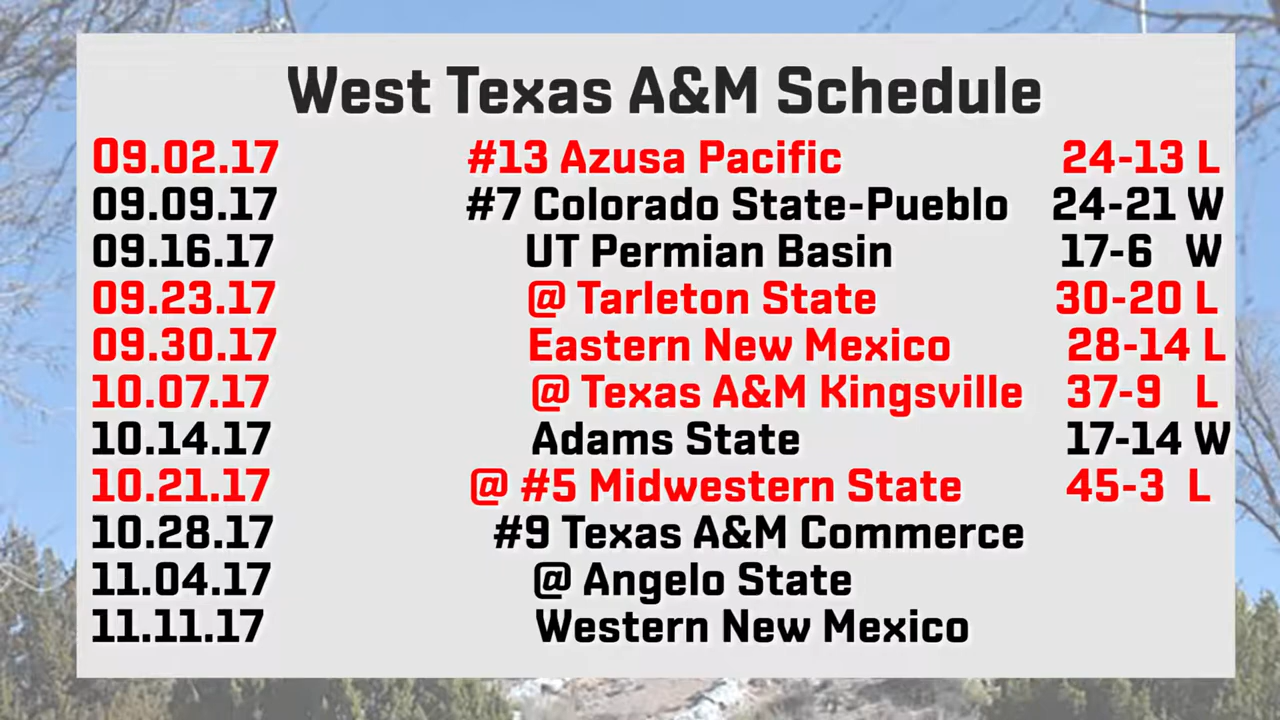 West Texas A&M Schedule
09.02.17 #13 Azusa Pacific 24-13 L
09.09.17 #7 Colorado State-Pueblo 24-21 W
09.16.17 UT Permian Basin 17-6 W
09.23.17 @ Tarleton State 30-20 L
09.30.17 Eastern New Mexico 28-14 L
10.07.17 @ Texas A&M Kingsville 37-9 L
10.14.17 Adams State 17-14 W
10.21.17 @ #5 Midwestern State 45-3 L
10.28.17 #9 Texas A&M Commerce
11.04.17 @ Angelo State
11.11.17 Western New Mexico